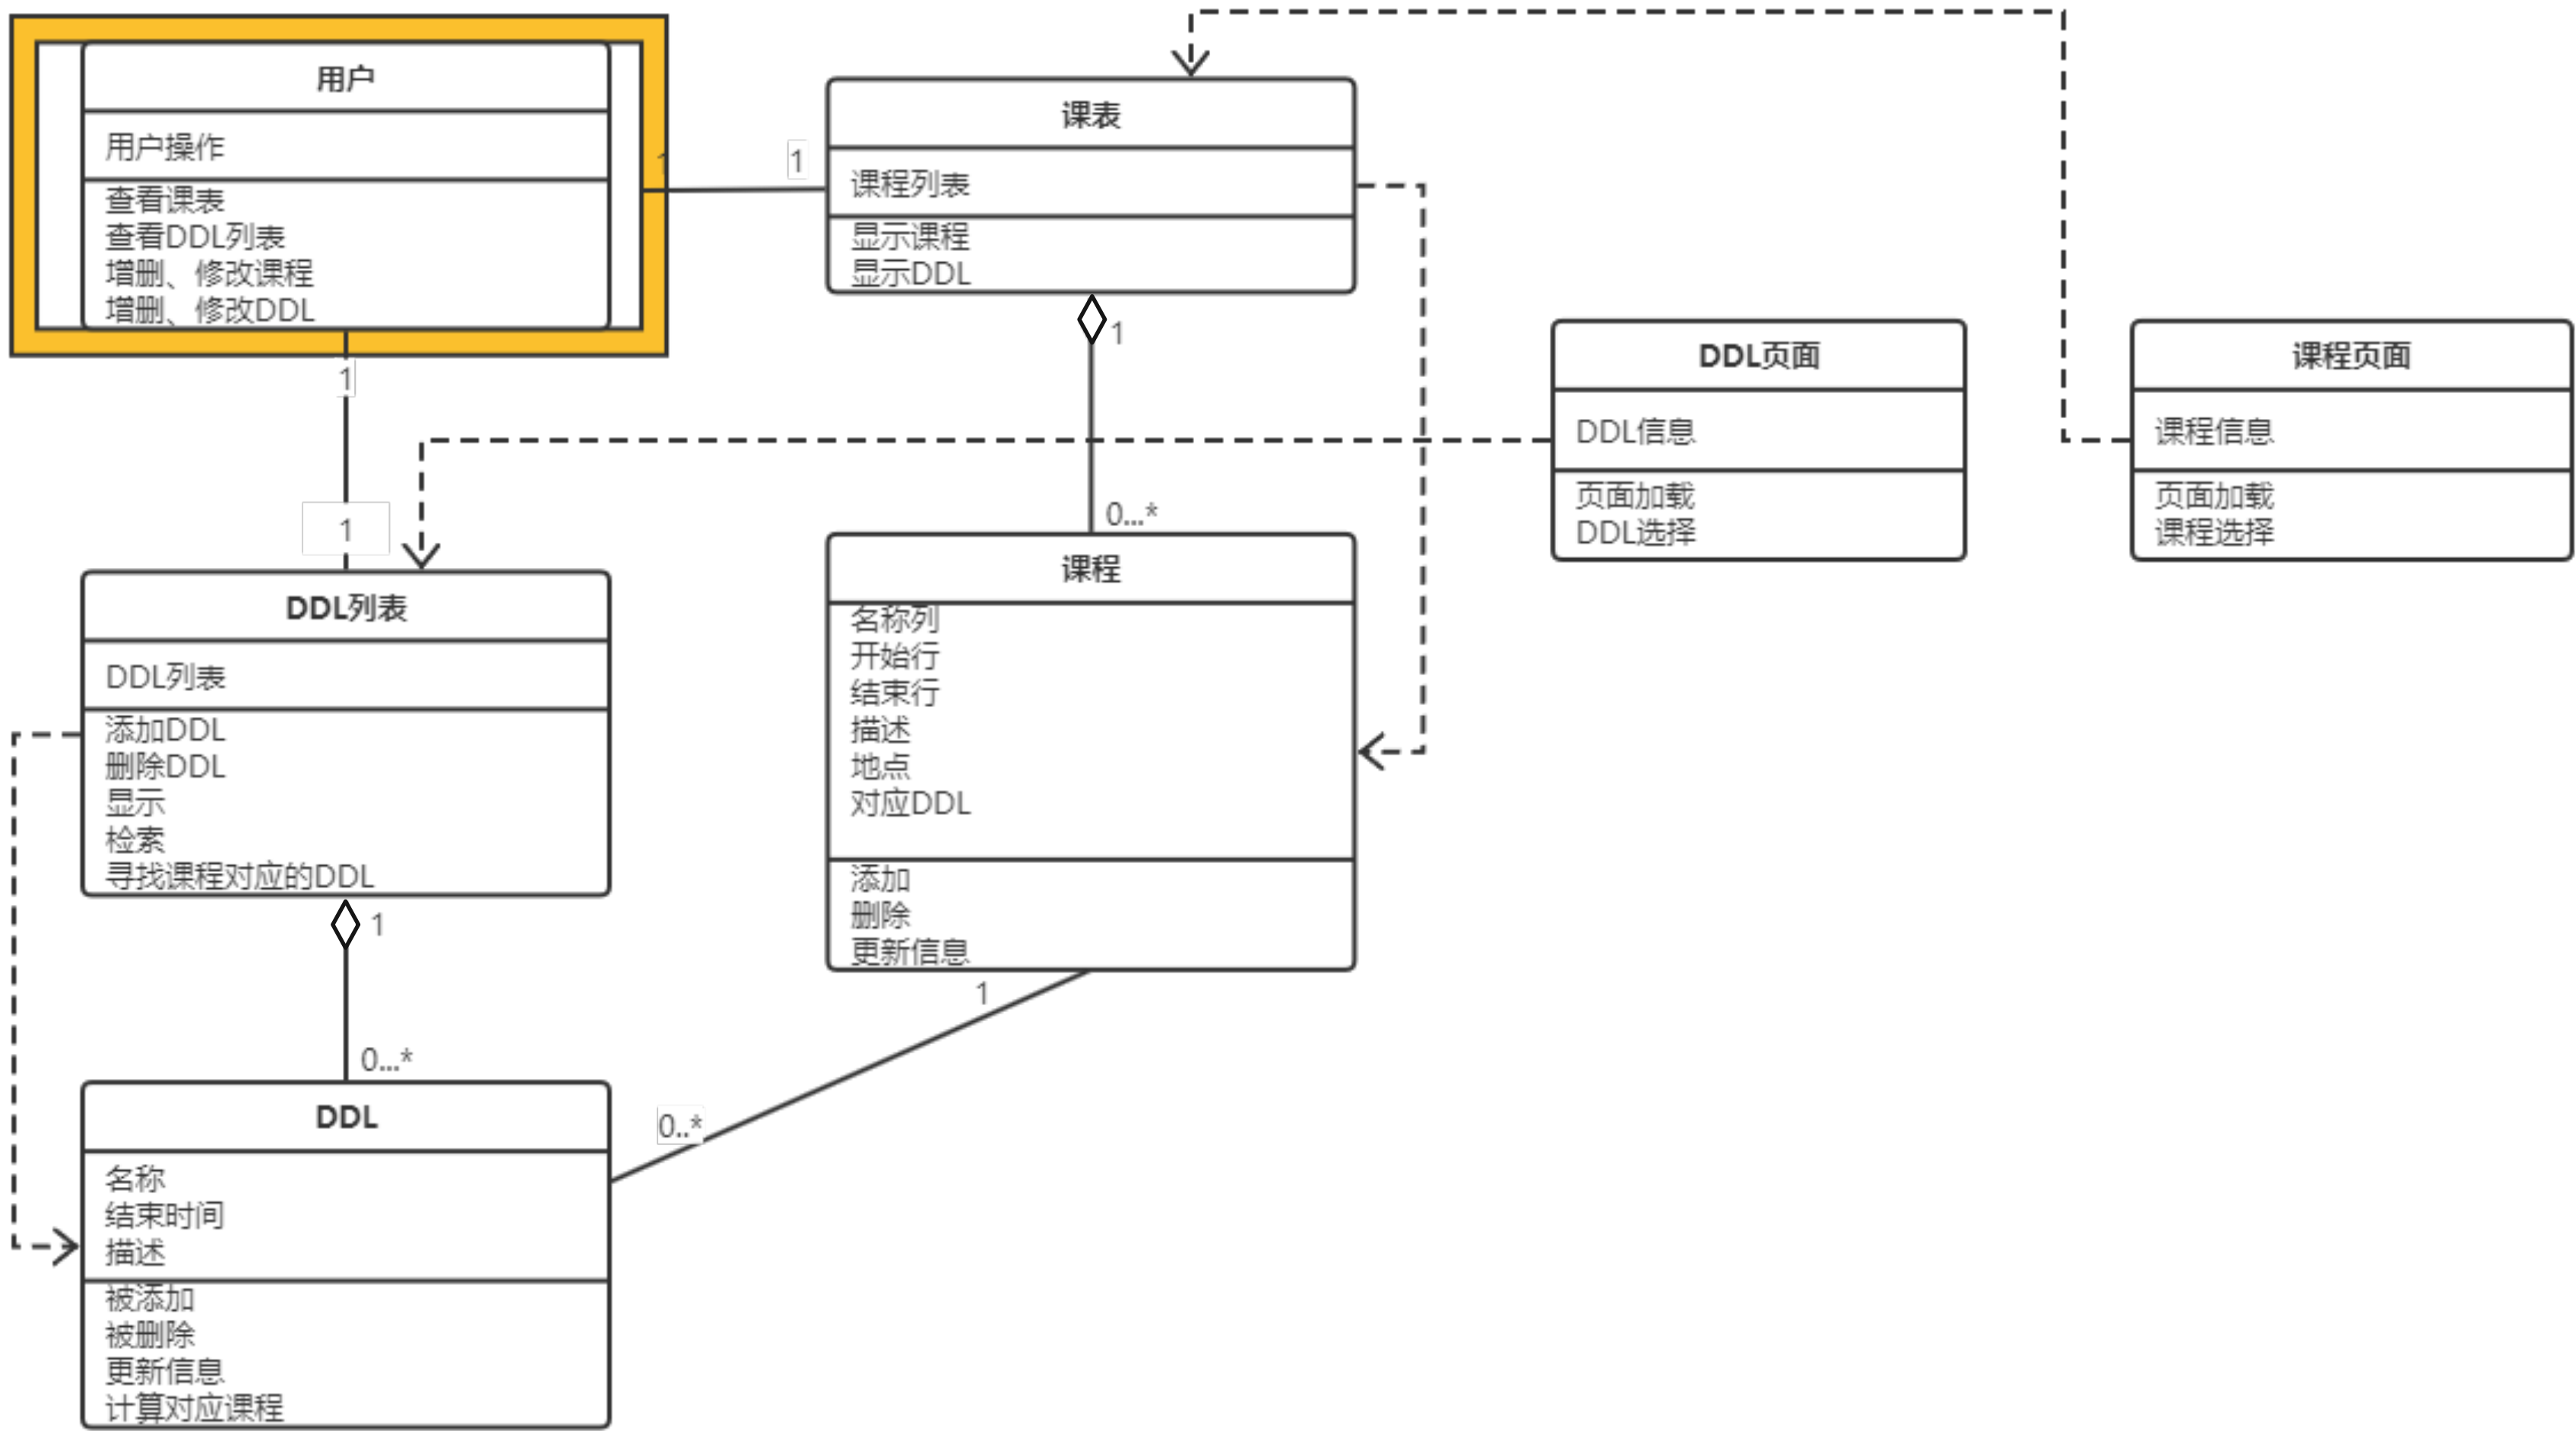 用户
用户操作
查看课表
查看DDL列表
增删、修改课程
增删、修改DDL
1
1
课表
课程列表
显示课程
显示DDL
1
0...*
1
1
DDL页面
DDL信息
页面加载
DDL选择
课程页面
课程信息
页面加载
课程选择
DDL列表
DDL列表
添加DDL
删除DDL
显示
检索
寻找课程对应的DDL
1
0...*
课程
名称列
开始行
结束行
描述
地点
对应DDL
添加
删除
更新信息
1
0..*
DDL
名称
结束时间
描述
被添加
被删除
更新信息
计算对应课程